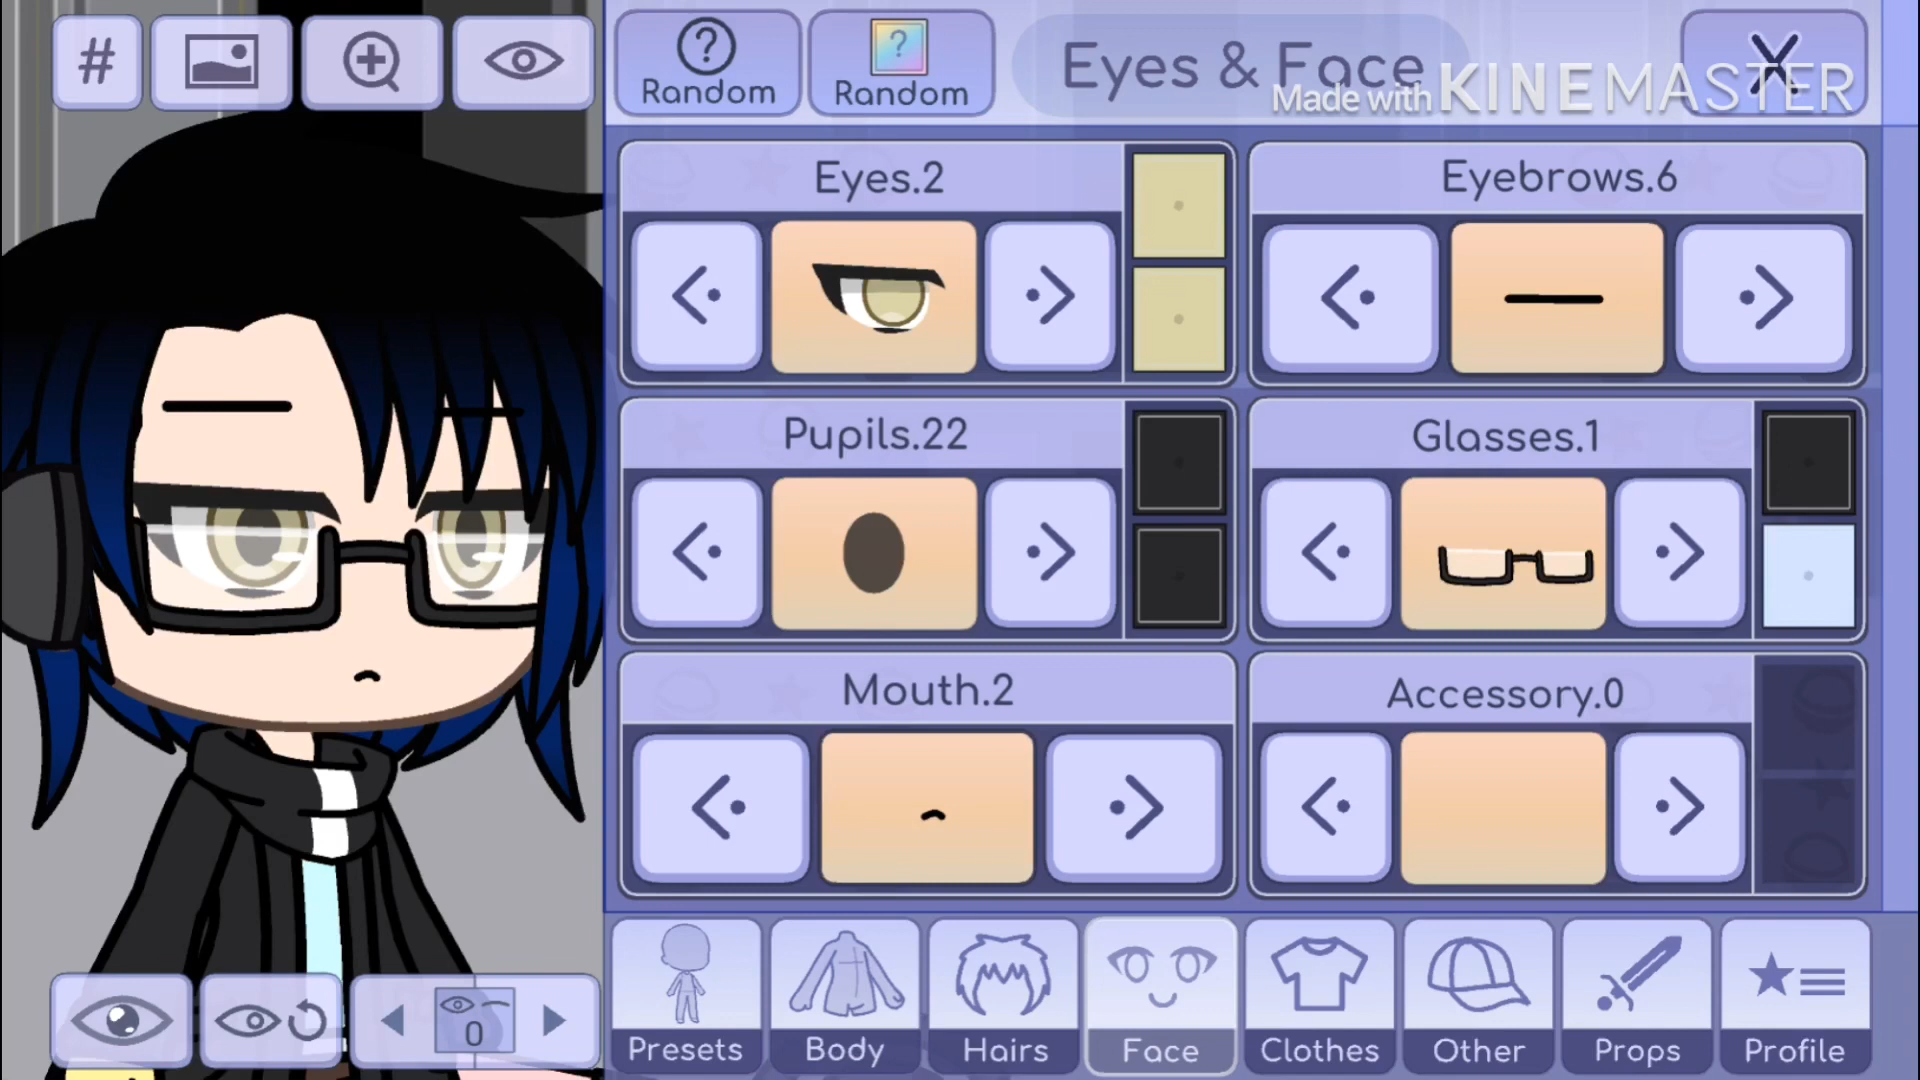 #
?
Random
?
Random
Eyes & Face
X
Made with KINEMASTER
Eyes.2
Eyebrows.6
Pupils.22
Glasses.1
Mouth.2
Accessory.0
0
Presets
Body
Hairs
Face
Clothes
Other
Props
Profile